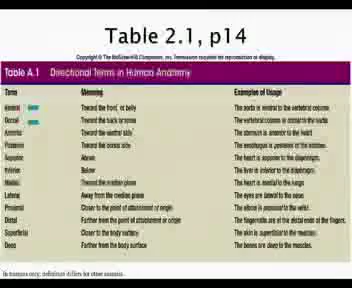 Table 2.1, p14
Copyright © The McGraw-Hill Companies, Inc. Permission required for reproduction or display.
Table A.1 Directional Terms in Human Anatomy
Term Meaning Examples of Usage
Ventral Toward the front* or belly The aorta is ventral to the vertebral column.
Dorsal Toward the back or spine The vertebral column is dorsal to the aorta.
Anterior Toward the ventral side* The sternum is anterior to the heart.
Posterior Toward the dorsal side The esophagus is posterior to the trachea.
Superior Above The heart is superior to the diaphragm.
Inferior Below The liver is inferior to the diaphragm.
Medial Toward the median plane The heart is medial to the lungs.
Lateral Away from the median plane The eyes are lateral to the nose.
Proximal Closer to the point of attachment or origin The elbow is proximal to the wrist.
Distal Farther from the point of attachment or origin The fingernails are at the distal ends of the fingers.
Superficial Closer to the body surface The skin is superficial to the muscles.
Deep Farther from the body surface The bones are deep to the muscles.
In humans only; definition differs for other animals.